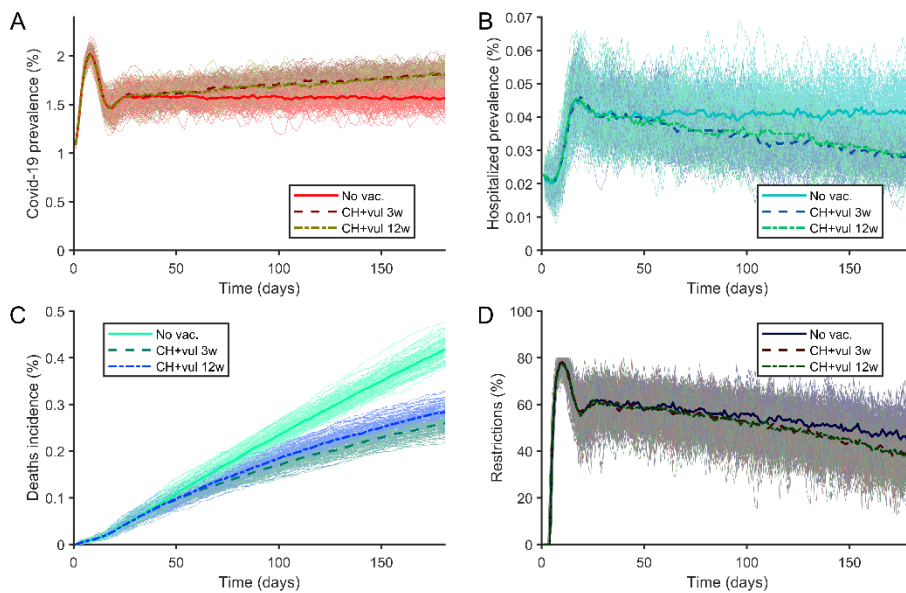 A
Covid-19 prevalence (%)
2
1.5
1
0.5
0
0
50
100
150
Time (days)
No vac.
CH+vul 3w
CH+vul 12w
B
Hospitalized prevalence (%)
0.07
0.06
0.05
0.04
0.03
0.02
0.01
0
0
50
100
150
Time (days)
No vac.
CH+vul 3w
CH+vul 12w
C
Deaths incidence (%)
0.5
0.4
0.3
0.2
0.1
0
0
50
100
150
Time (days)
No vac.
CH+vul 3w
CH+vul 12w
D
Restrictions (%)
100
80
60
40
20
0
0
50
100
150
Time (days)
No vac.
CH+vul 3w
CH+vul 12w